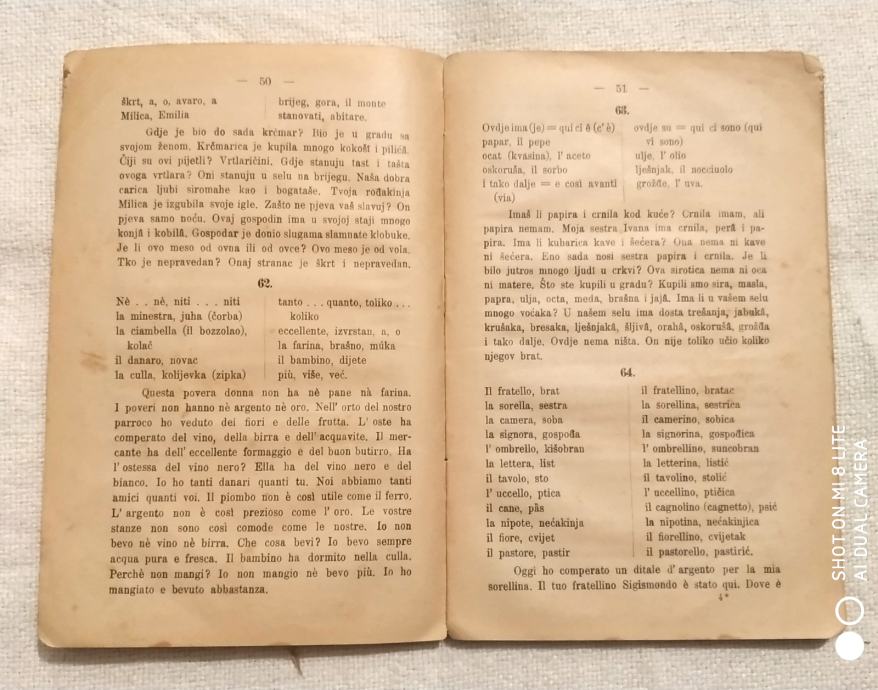 — 50 —
škrt, a, o, avaro, a
Milica, Emilia
brijeg, gora, il monte
stanovati, abitare.
Gdje je bio do sada krčmar? Bio je u gradu sa
svojom ženom. Krčmarica je kupila mnogo kokoši i pilića.
Čiji su ovi pijetli? Vrtlaričini. Gdje stanuju tast i tašta
ovoga vrtlara? Oni stanuju u selu na brijegu. Naša dobra
carica ljubi siromahe kao i bogataše. Tvoja rođakinja
Milica je izgubila svoje igle. Zašto ne pjeva vaš slavuj? On
pjeva samo noću. Ovaj gospodin ima u svojoj staji mnogo
konjâ i kobilâ. Gospodar je donio slugama slamnate klobuke.
Je li ovo meso od ovna ili od ovce? Ovo meso je od vola.
Tko je nepravedan? Onaj stranac je škrt i nepravedan.
62.
Nè . . nè, niti . . . niti
la minestra, juha (čorba)
la ciambella (il bozzolao),
kolač
il danaro, novac
la culla, kolijevka (zipka)
tanto . . . quanto, toliko . . .
koliko
eccellente, izvrstan, a, o
la farina, brašno, múka
il bambino, dijete
più, više, već.
Questa povera donna non ha nè pane nà farina.
I poveri non hanno nè argento nè oro. Nell' orto del nostro
parroco ho veduto dei fiori e delle frutta. L' oste ha
comperato del vino, della birra e dell' acquavite. Il mer-
cante ha dell' eccellente formaggio e del buon butirro. Ha
l' ostessa del vino nero? Ella ha del vino nero e del
bianco. Io ho tanti danari quanti tu. Noi abbiamo tanti
amici quanti voi. Il piombo non è così utile come il ferro.
L' argento non è così prezioso come l' oro. Le vostre
stanze non sono così comode come le nostre. Io non
bevo nè vino nè birra. Che cosa bevi? Io bevo sempre
acqua pura e fresca. Il bambino ha dormito nella culla.
Perchè non mangi? Io non mangio nè bevo più. Io ho
mangiato e bevuto abbastanza.
— 51 —
63.
Ovdje ima (je) = qui ci è (c' è)
papar, il pepe
ocat (kvasina), l' aceto
oskoruša, il sorbo
i tako dalje = e così avanti
(via)
ovdje su = qui ci sono (qui
vi sono)
ulje, l' olio
lješnjak, il nocciuolo
grožđe, l' uva.
Imaš li papira i crnila kod kuće? Crnila imam, ali
papira nemam. Moja sestra Ivana ima crnila, perâ i pa-
pira. Ima li kuharica kave i šećera? Ona nema ni kave
ni šećera. Eno sada nosi sestra papira i crnila. Je li
bilo jutros mnogo ljudi u crkvi? Ova sirotica nema ni oca
ni matere. Što ste kupili u gradu? Kupili smo sira, masla,
papra, ulja, octa, meda, brašna i jajâ. Ima li u vašem selu
mnogo voćaka? U našem selu ima dosta trešanja, jabukâ,
krušaka, bresaka, lješnjakâ, šljivâ, orahâ, oskorušâ, grožđa
i tako dalje. Ovdje nema ništa. On nije toliko učio koliko
njegov brat.
64.
Il fratello, brat
la sorella, sestra
la camera, soba
la signora, gospođa
l' ombrello, kišobran
la lettera, list
il tavolo, sto
l' uccello, ptica
il cane, pàs
la nipote, nećakinja
il fiore, cvijet
il pastore, pastir
il fratellino, bratac
la sorellina, sestrica
il camerino, sobica
la signorina, gospođica
l' ombrellino, suncobran
la letterina, listić
il tavolino, stolić
l' uccellino, ptičica
il cagnolino (cagnetto), psić
la nipotina, nećakinjica
il fiorellino, cvijetak
il pastorello, pastirić.
Oggi ho comperato un ditale d' argento per la mia
sorellina. Il tuo fratellino Sigismondo è stato qui. Dove è
4*
SHOT ON MI 8 LITE
AI DUAL CAMERA